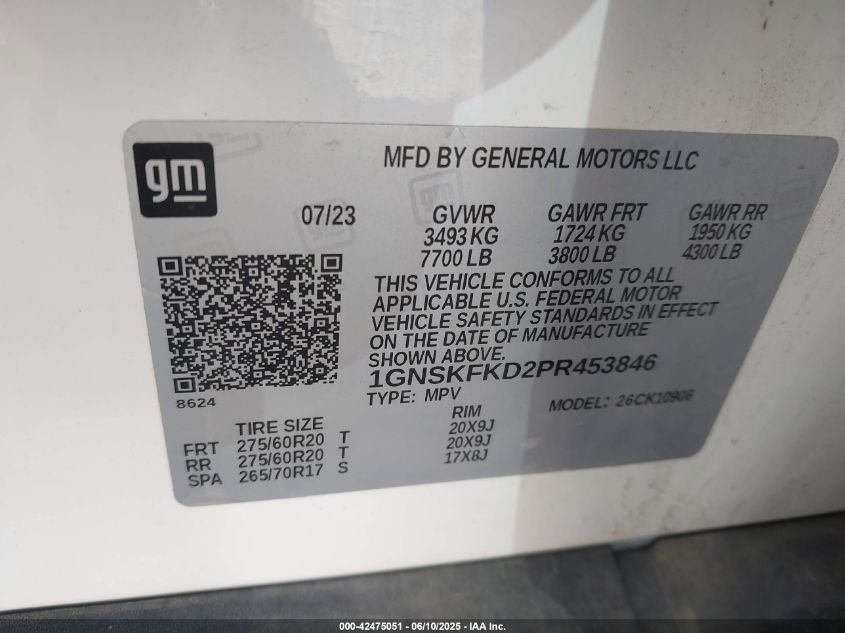 gm
MFD BY GENERAL MOTORS LLC
07/23 GVWR GAWR FRT GAWR RR
3493 KG 1724 KG 1950 KG
7700 LB 3800 LB 4300 LB
THIS VEHICLE CONFORMS TO ALL
APPLICABLE U.S. FEDERAL MOTOR
VEHICLE SAFETY STANDARDS IN EFFECT
ON THE DATE OF MANUFACTURE
SHOWN ABOVE.
1GNSKFKD2PR453846
8624
TYPE: MPV MODEL: 26CK10906
TIRE SIZE RIM
FRT 275/60R20 T 20X9J
RR 275/60R20 T 20X9J
SPA 265/70R17 S 17X8J
000-42475051 - 06/10/2025 - IAA Inc.